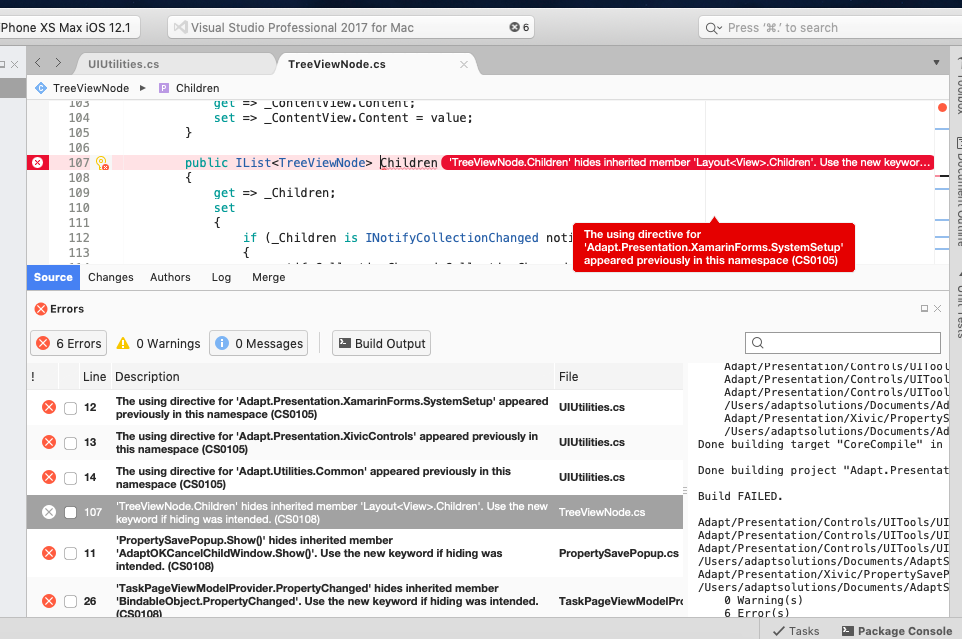 Phone XS Max iOS 12.1
Visual Studio Professional 2017 for Mac
6
Press '⌘.' to search
UIUtilities.cs
TreeViewNode.cs
TreeViewNode ▸ P Children
103 get => _ContentView.Content;
104 set => _ContentView.Content = value;
105 }
106
107 public IList<TreeViewNode> Children 'TreeViewNode.Children' hides inherited member 'Layout<View>.Children'. Use the new keywor...
108 {
109 get => _Children;
110 set
111 {
112 if (_Children is INotifyCollectionChanged noti
113 {
The using directive for
'Adapt.Presentation.XamarinForms.SystemSetup'
appeared previously in this namespace (CS0105)
Source Changes Authors Log Merge
Errors
6 Errors 0 Warnings 0 Messages Build Output
! Line Description File
12 The using directive for 'Adapt.Presentation.XamarinForms.SystemSetup' appeared
previously in this namespace (CS0105) UIUtilities.cs
13 The using directive for 'Adapt.Presentation.XivicControls' appeared previously in
this namespace (CS0105) UIUtilities.cs
14 The using directive for 'Adapt.Utilities.Common' appeared previously in this
namespace (CS0105) UIUtilities.cs
107 'TreeViewNode.Children' hides inherited member 'Layout<View>.Children'. Use the new
keyword if hiding was intended. (CS0108) TreeViewNode.cs
11 'PropertySavePopup.Show()' hides inherited member
'AdaptOKCancelChildWindow.Show()'. Use the new keyword if hiding was
intended. (CS0108) PropertySavePopup.cs
26 'TaskPageViewModelProvider.PropertyChanged' hides inherited member
'BindableObject.PropertyChanged'. Use the new keyword if hiding was intended.
(CS0108) TaskPageViewModelPr
Adapt/Presentation/Controls/UITool
Adapt/Presentation/Controls/UITool
Adapt/Presentation/Controls/UITool
/Users/adaptsolutions/Documents/Ad
Adapt/Presentation/Xivic/PropertyS
/Users/adaptsolutions/Documents/Ad
Done building target "CoreCompile" in
Done building project "Adapt.Presentat
Build FAILED.
Adapt/Presentation/Controls/UITools/UI
Adapt/Presentation/Controls/UITools/UI
Adapt/Presentation/Controls/UITools/UI
/Users/adaptsolutions/Documents/AdaptS
Adapt/Presentation/Xivic/PropertySaveP
/Users/adaptsolutions/Documents/AdaptS
0 Warning(s)
6 Error(s)
Toolbox
Document Outline
Unit Tests
Tasks Package Console